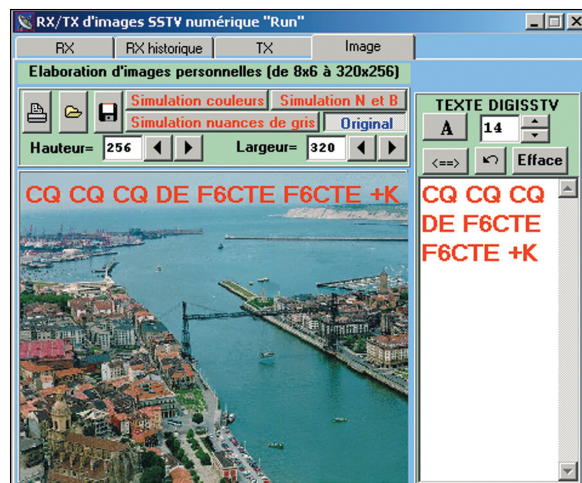 RX/TX d'images SSTV numérique "Run"
RX
RX historique
TX
Image
Elaboration d'images personnelles (de 8x6 à 320x256)
Simulation couleurs
Simulation N et B
Simulation nuances de gris
Original
Hauteur=
256
Largeur=
320
CQ CQ CQ DE F6CTE F6CTE +K
TEXTE DIGISSTV
A
14
<==>
Efface
CQ CQ CQ
DE F6CTE
F6CTE +K